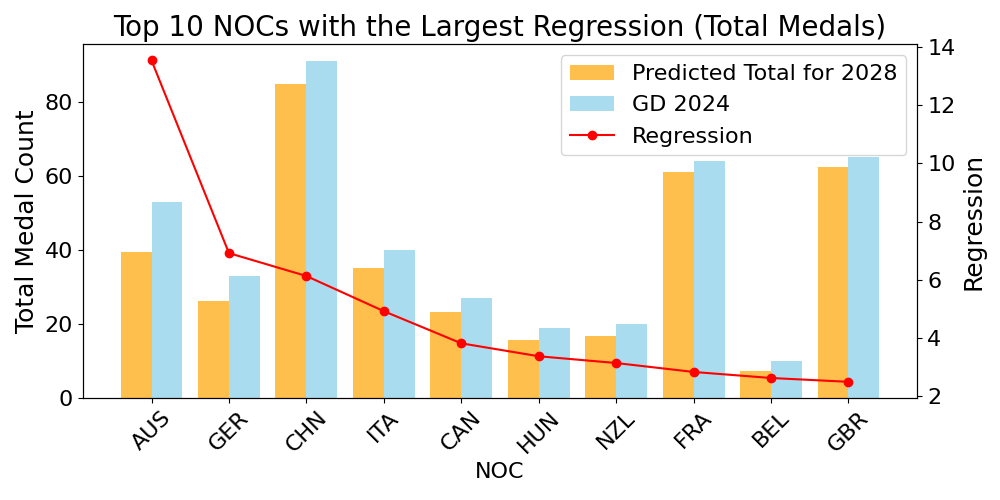 Top 10 NOCs with the Largest Regression (Total Medals)
Total Medal Count
80
60
40
20
0
Predicted Total for 2028
GD 2024
Regression
14
12
10
8
6
4
2
Regression
AUS
GER
CHN
ITA
CAN
HUN
NZL
FRA
BEL
GBR
NOC